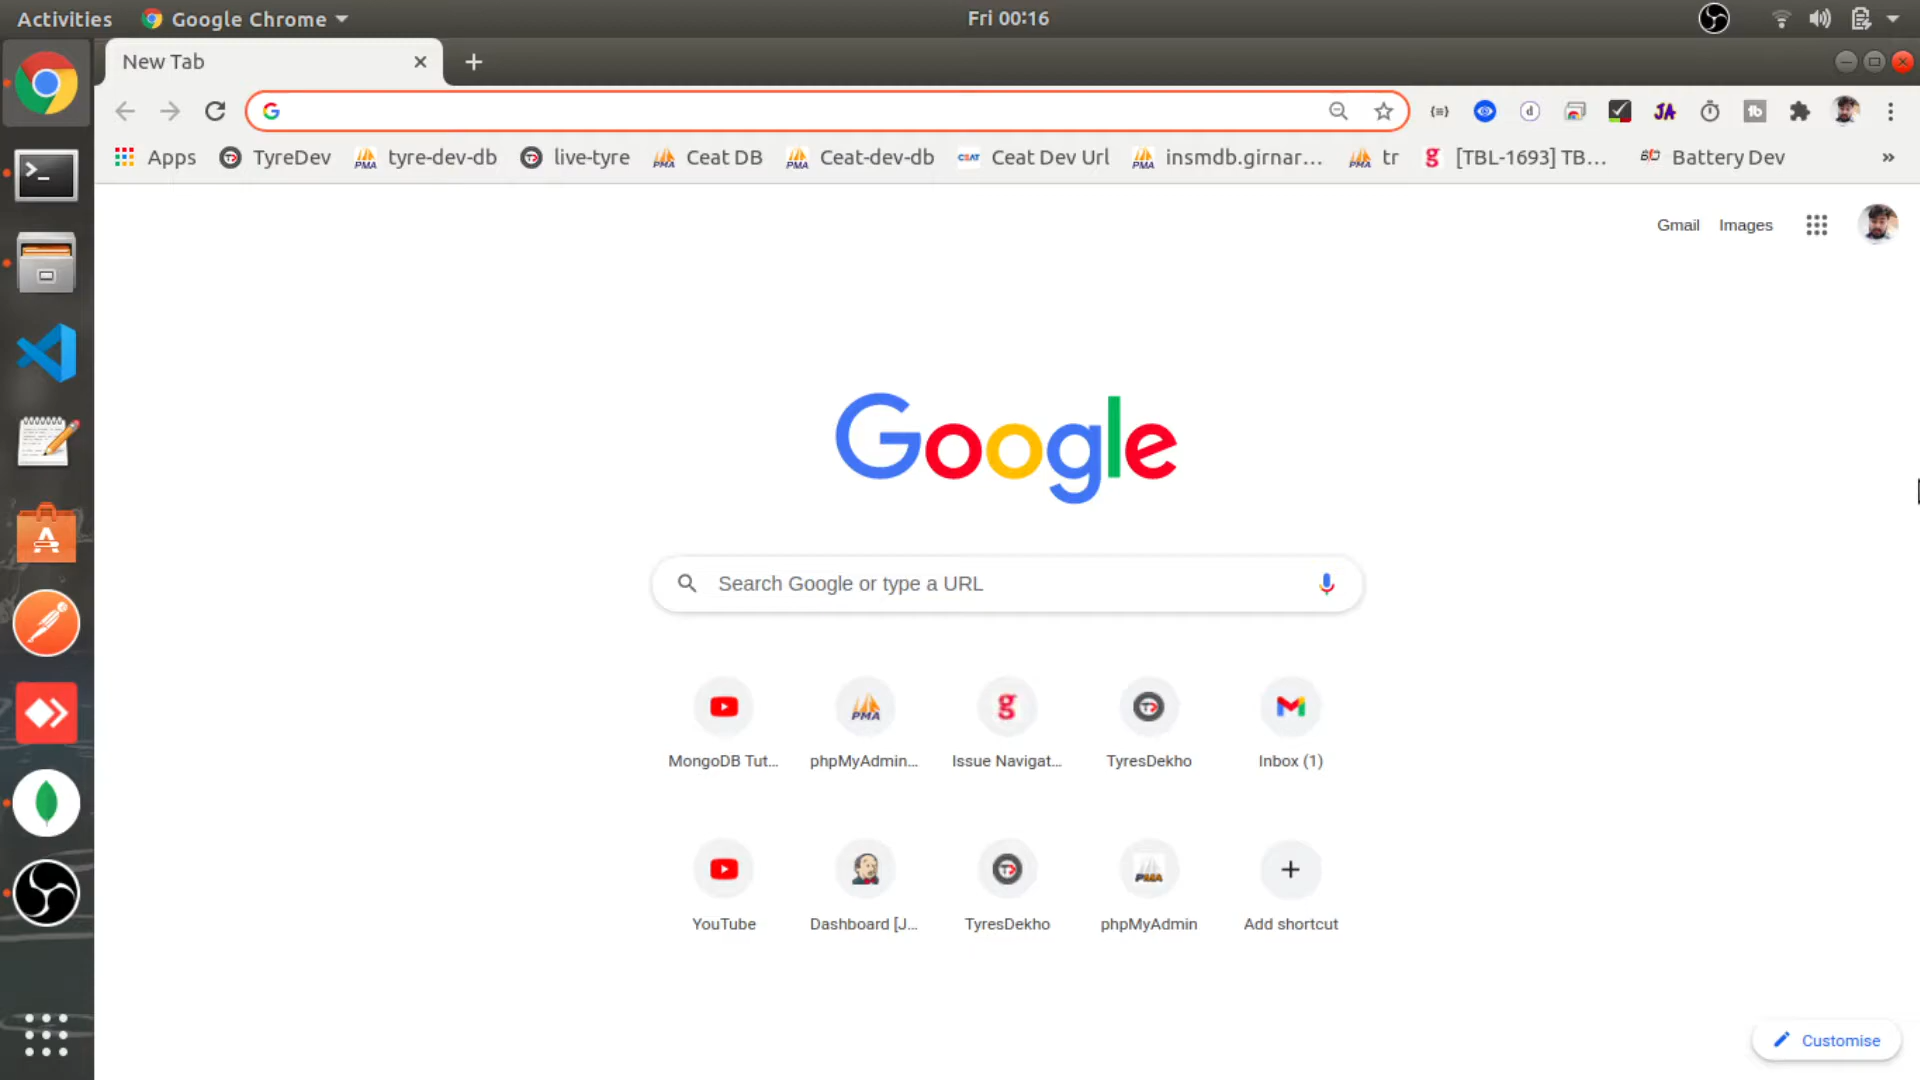 Activities Google Chrome Fri 00:16
New Tab
Apps TyreDev tyre-dev-db live-tyre Ceat DB Ceat-dev-db Ceat Dev Url insmdb.girnar... tr [TBL-1693] TB... Battery Dev »
Gmail Images
Google
Search Google or type a URL
MongoDB Tut... phpMyAdmin... Issue Navigat... TyresDekho Inbox (1)
YouTube Dashboard [J... TyresDekho phpMyAdmin Add shortcut
Customise